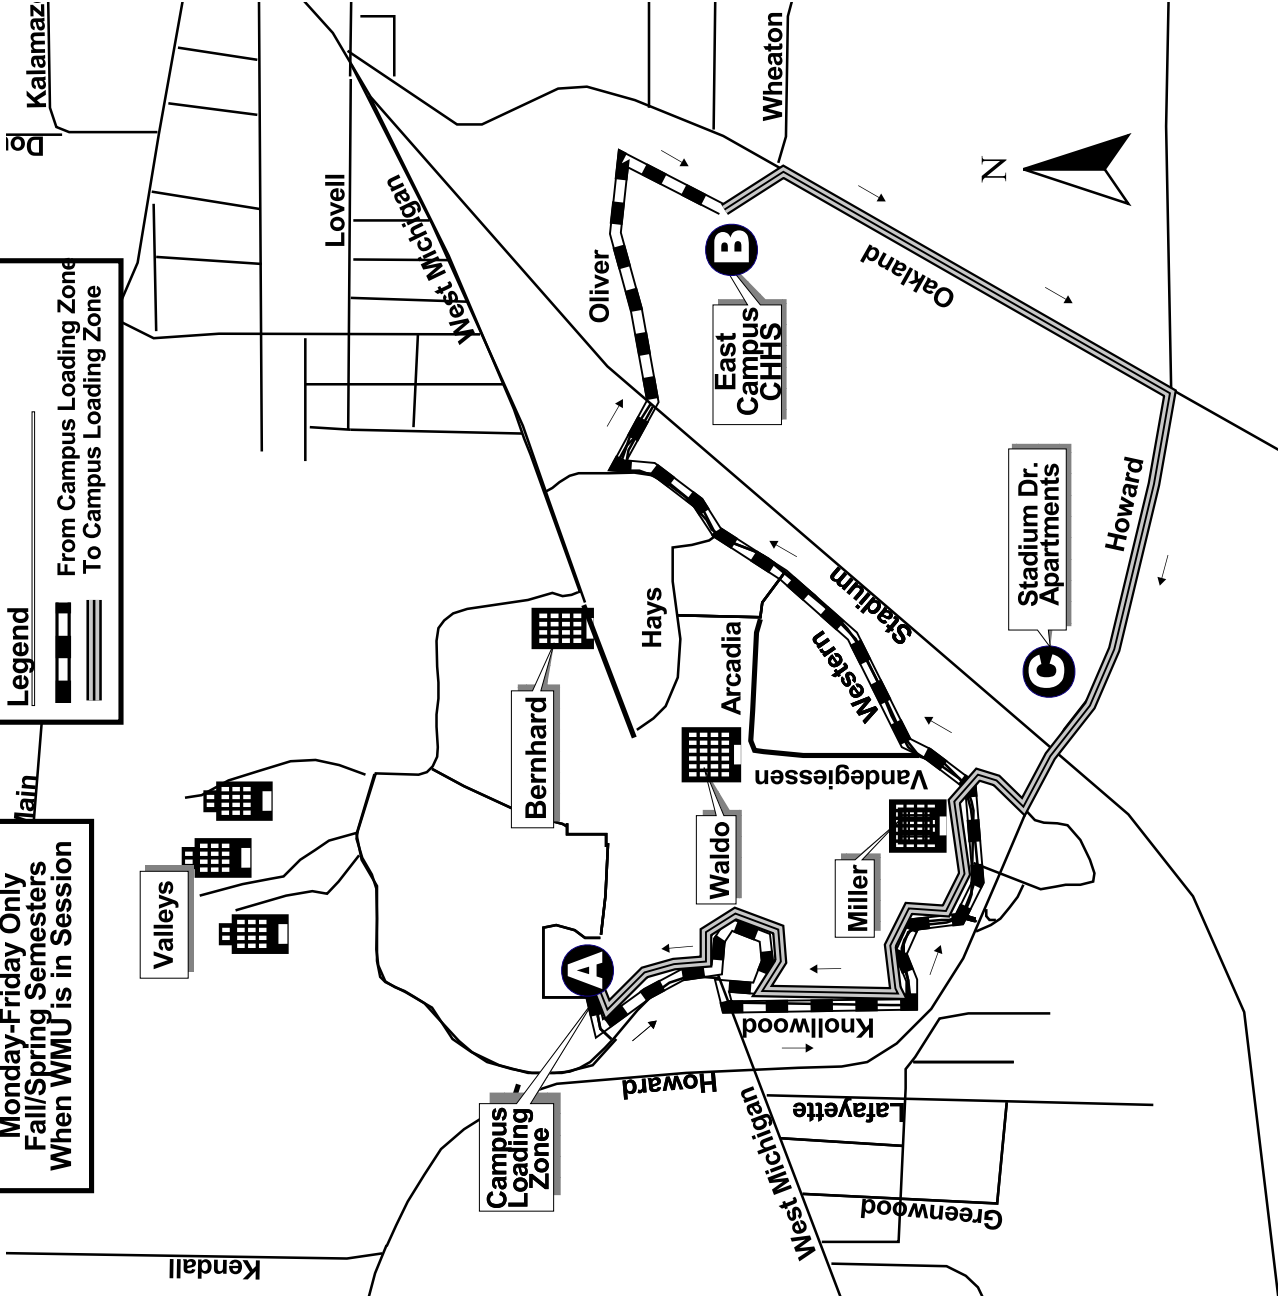 Monday-Friday Only
Fall/Spring Semesters
When WMU is in Session
Legend
From Campus Loading Zone
To Campus Loading Zone
Kalamaz
Do
Main
Lovell
West Michigan
Wheaton
N
Oliver
B
East
Campus
CHHS
Oakland
Howard
Stadium Dr.
Apartments
C
Stadium
Western
Hays
Arcadia
Vandegiessen
Bernhard
Waldo
Miller
Valleys
A
Campus
Loading
Zone
Knollwood
Howard
West Michigan
Lafayette
Greenwood
Kendall